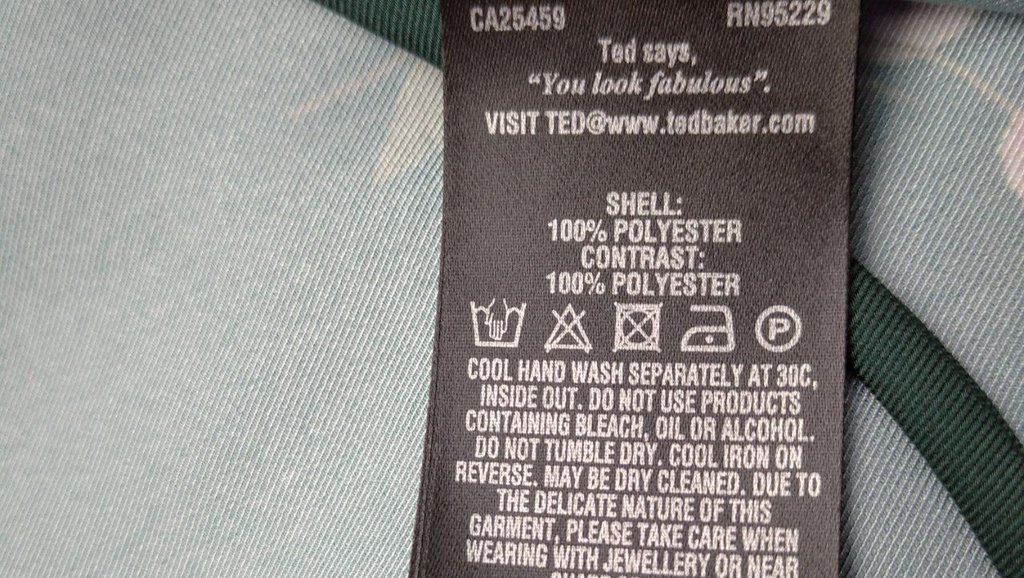 CA25459 RN95229
Ted says,
“You look fabulous”.
VISIT TED@www.tedbaker.com
SHELL:
100% POLYESTER
CONTRAST:
100% POLYESTER
P
COOL HAND WASH SEPARATELY AT 30C,
INSIDE OUT. DO NOT USE PRODUCTS
CONTAINING BLEACH, OIL OR ALCOHOL.
DO NOT TUMBLE DRY. COOL IRON ON
REVERSE. MAY BE DRY CLEANED. DUE TO
THE DELICATE NATURE OF THIS
GARMENT, PLEASE TAKE CARE WHEN
WEARING WITH JEWELLERY OR NEAR